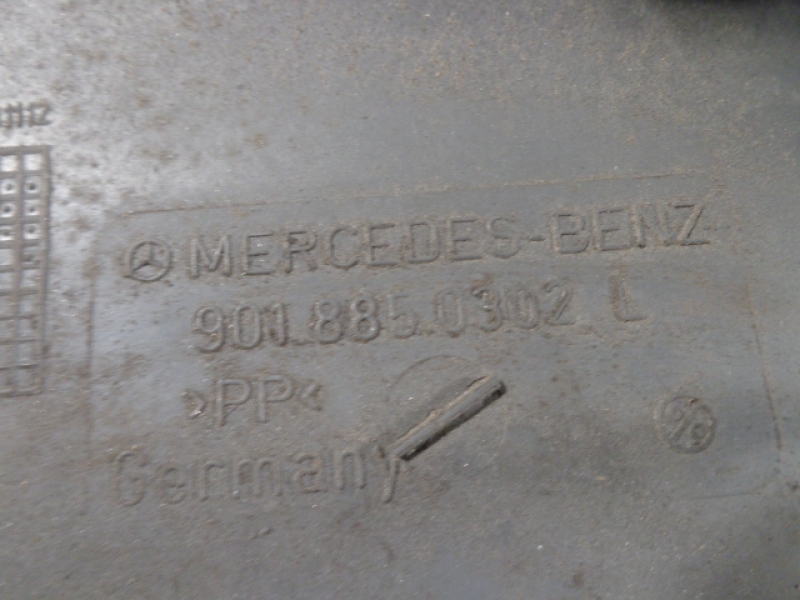 MERCEDES-BENZ
901.885.0302 L
>PP<
Germany